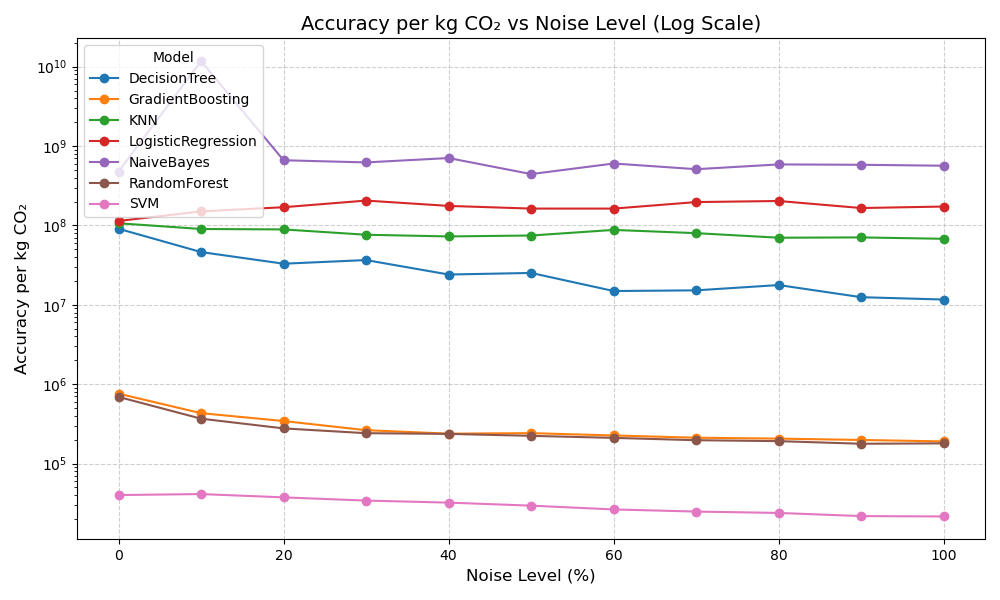 Accuracy per kg CO₂ vs Noise Level (Log Scale)
Accuracy per kg CO₂
10¹⁰
10⁹
10⁸
10⁷
10⁶
10⁵
Model
DecisionTree
GradientBoosting
KNN
LogisticRegression
NaiveBayes
RandomForest
SVM
0 20 40 60 80 100
Noise Level (%)